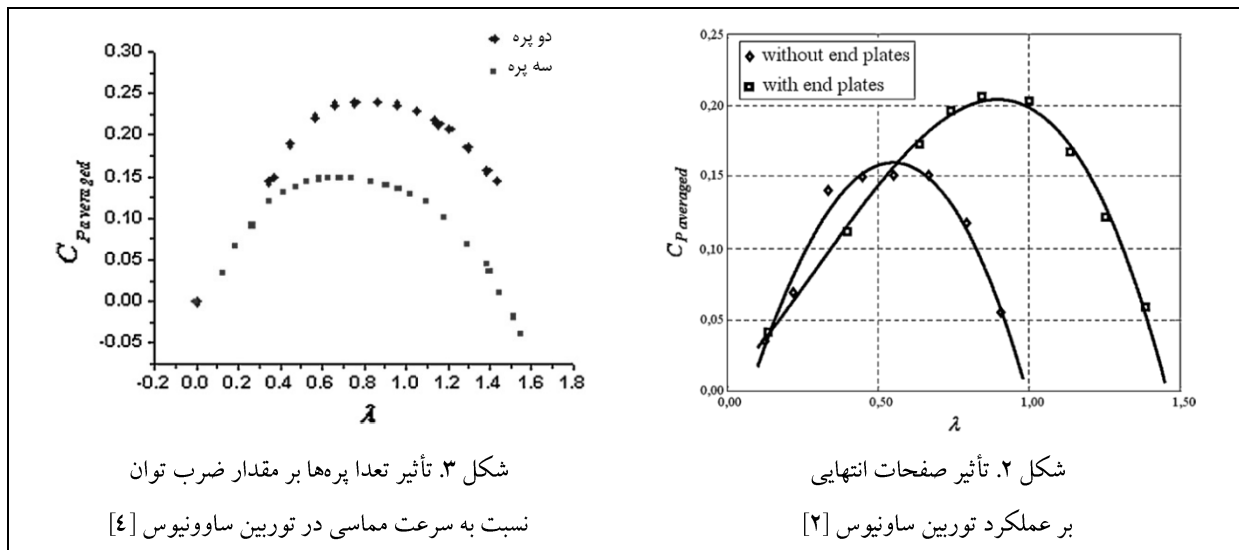 شکل ۲. تأثیر صفحات انتهایی
بر عملکرد توربین ساونیوس [۲]
0,25
0,20
0,15
0,10
0,05
0,00
0,00 0,50 1,00 1,50
C_P averaged
λ
without end plates
with end plates
شکل ۳. تأثیر تعدا پره‌ها بر مقدار ضرب توان
نسبت به سرعت مماسی در توربین ساوونیوس [٤]
0.30
0.25
0.20
0.15
0.10
0.05
0.00
-0.05
-0.2 0.0 0.2 0.4 0.6 0.8 1.0 1.2 1.4 1.6 1.8
C_P averaged
λ
دو پره
سه پره